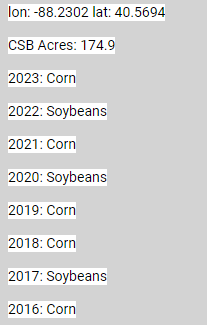 lon: -88.2302 lat: 40.5694
CSB Acres: 174.9
2023: Corn
2022: Soybeans
2021: Corn
2020: Soybeans
2019: Corn
2018: Corn
2017: Soybeans
2016: Corn